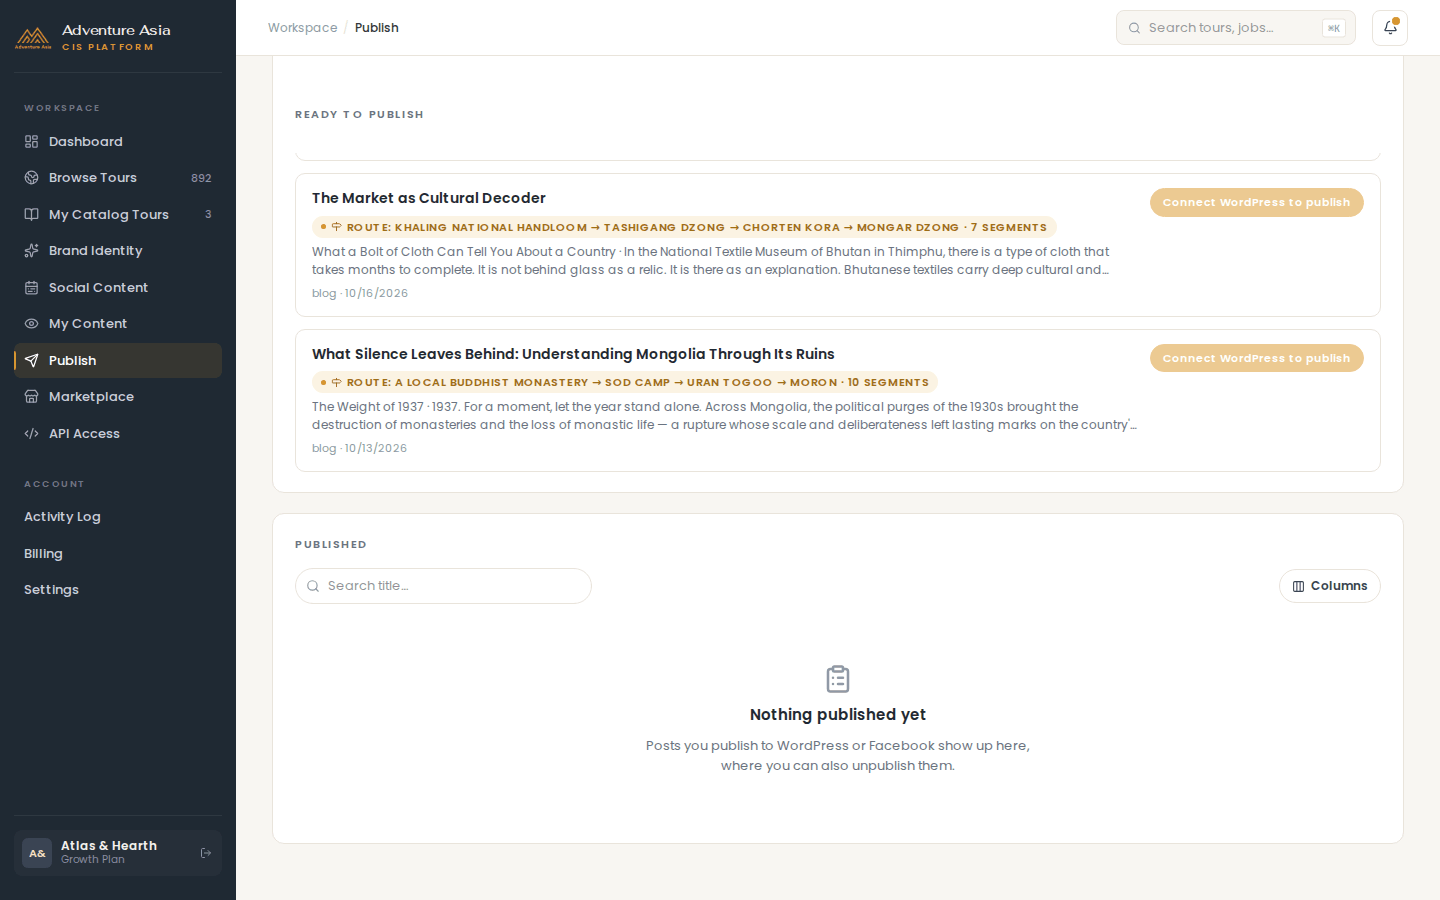 Adventure Asia
Adventure Asia
CIS PLATFORM
WORKSPACE
Dashboard
Browse Tours 892
My Catalog Tours 3
Brand Identity
Social Content
My Content
Publish
Marketplace
API Access
ACCOUNT
Activity Log
Billing
Settings
A& Atlas & Hearth
Growth Plan
Workspace / Publish
Search tours, jobs… ⌘K
READY TO PUBLISH
The Market as Cultural Decoder
Connect WordPress to publish
ROUTE: KHALING NATIONAL HANDLOOM → TASHIGANG DZONG → CHORTEN KORA → MONGAR DZONG · 7 SEGMENTS
What a Bolt of Cloth Can Tell You About a Country · In the National Textile Museum of Bhutan in Thimphu, there is a type of cloth that
takes months to complete. It is not behind glass as a relic. It is there as an explanation. Bhutanese textiles carry deep cultural and…
blog · 10/16/2026
What Silence Leaves Behind: Understanding Mongolia Through Its Ruins
Connect WordPress to publish
ROUTE: A LOCAL BUDDHIST MONASTERY → SOD CAMP → URAN TOGOO → MORON · 10 SEGMENTS
The Weight of 1937 · 1937. For a moment, let the year stand alone. Across Mongolia, the political purges of the 1930s brought the
destruction of monasteries and the loss of monastic life — a rupture whose scale and deliberateness left lasting marks on the country'…
blog · 10/13/2026
PUBLISHED
Search title…
Columns
Nothing published yet
Posts you publish to WordPress or Facebook show up here,
where you can also unpublish them.